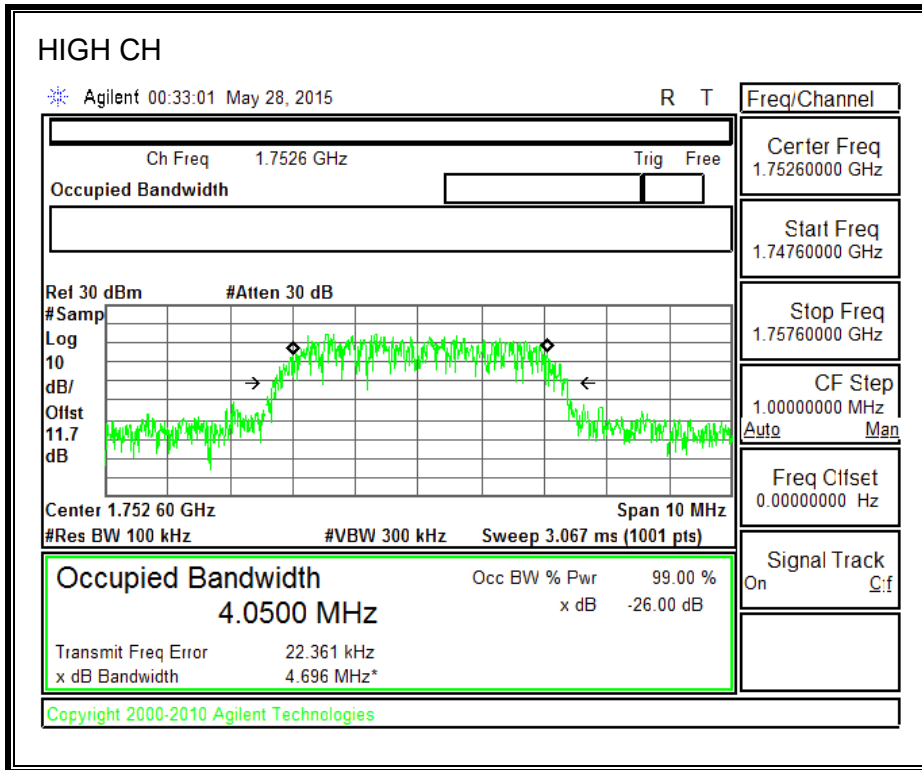 HIGH CH
Agilent 00:33:01 May 28, 2015 R T
Freq/Channel
Ch Freq 1.7526 GHz Trig Free
Occupied Bandwidth
Center Freq
1.75260000 GHz
Start Freq
1.74760000 GHz
Stop Freq
1.75760000 GHz
CF Step
1.00000000 MHz
Auto Man
Freq Offset
0.00000000 Hz
Signal Track
On Off
Ref 30 dBm #Atten 30 dB
#Samp
Log
10
dB/
Offst
11.7
dB
Center 1.752 60 GHz Span 10 MHz
#Res BW 100 kHz #VBW 300 kHz Sweep 3.067 ms (1001 pts)
Occupied Bandwidth Occ BW % Pwr 99.00 %
4.0500 MHz x dB -26.00 dB
Transmit Freq Error 22.361 kHz
x dB Bandwidth 4.696 MHz*
Copyright 2000-2010 Agilent Technologies